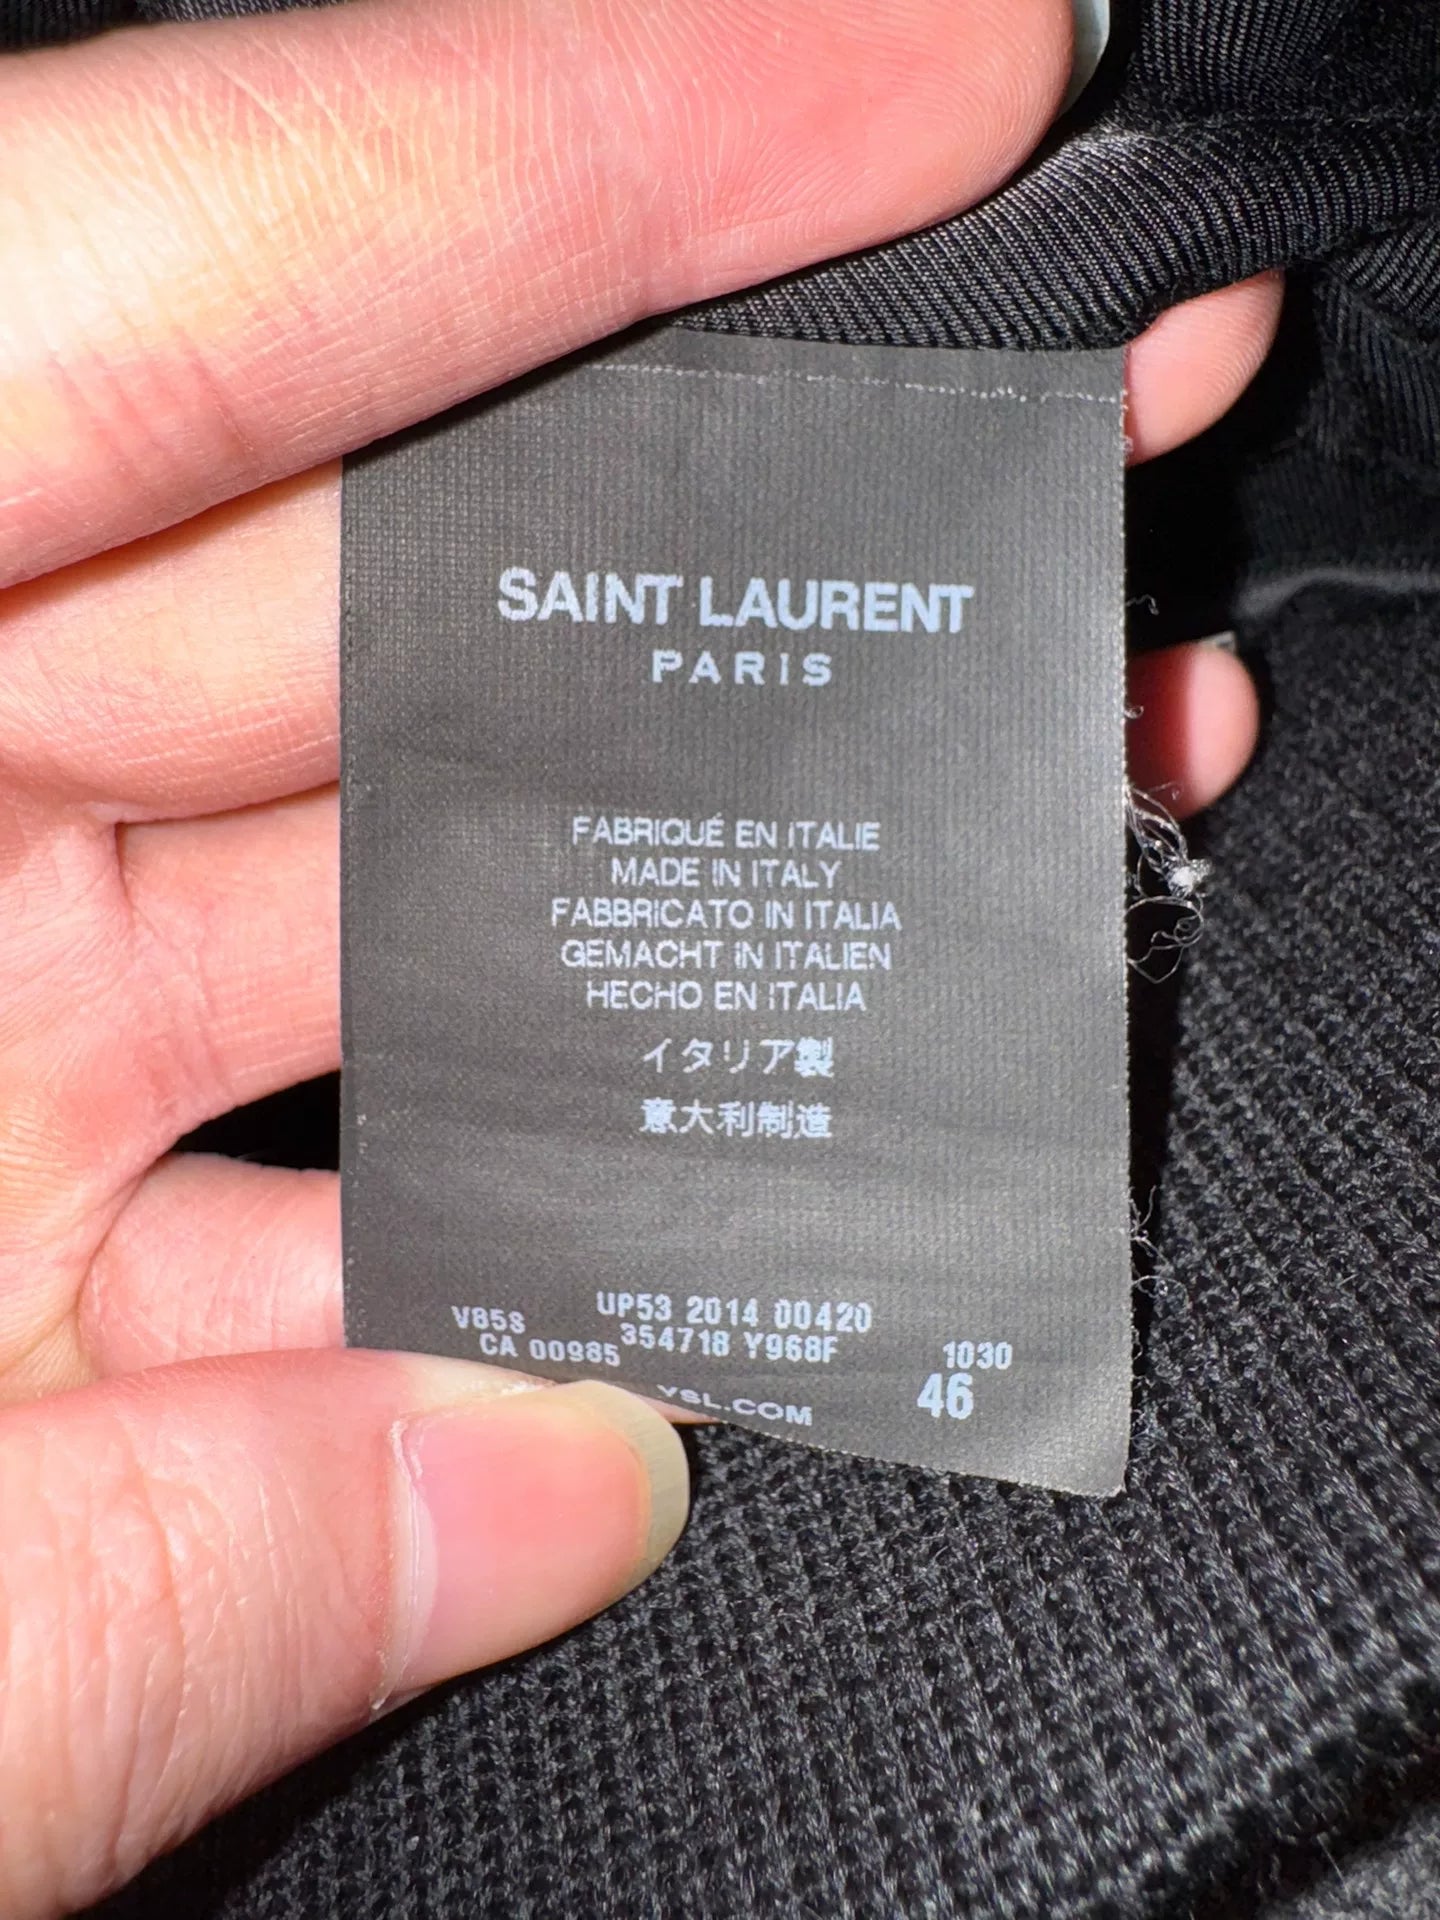 SAINT LAURENT
PARIS
FABRIQUÉ EN ITALIE
MADE IN ITALY
FABBRICATO IN ITALIA
GEMACHT IN ITALIEN
HECHO EN ITALIA
イタリア製
意大利制造
V85S UP53 2014 00420
CA 00985 354718 Y968F 1030
46
YSL.COM